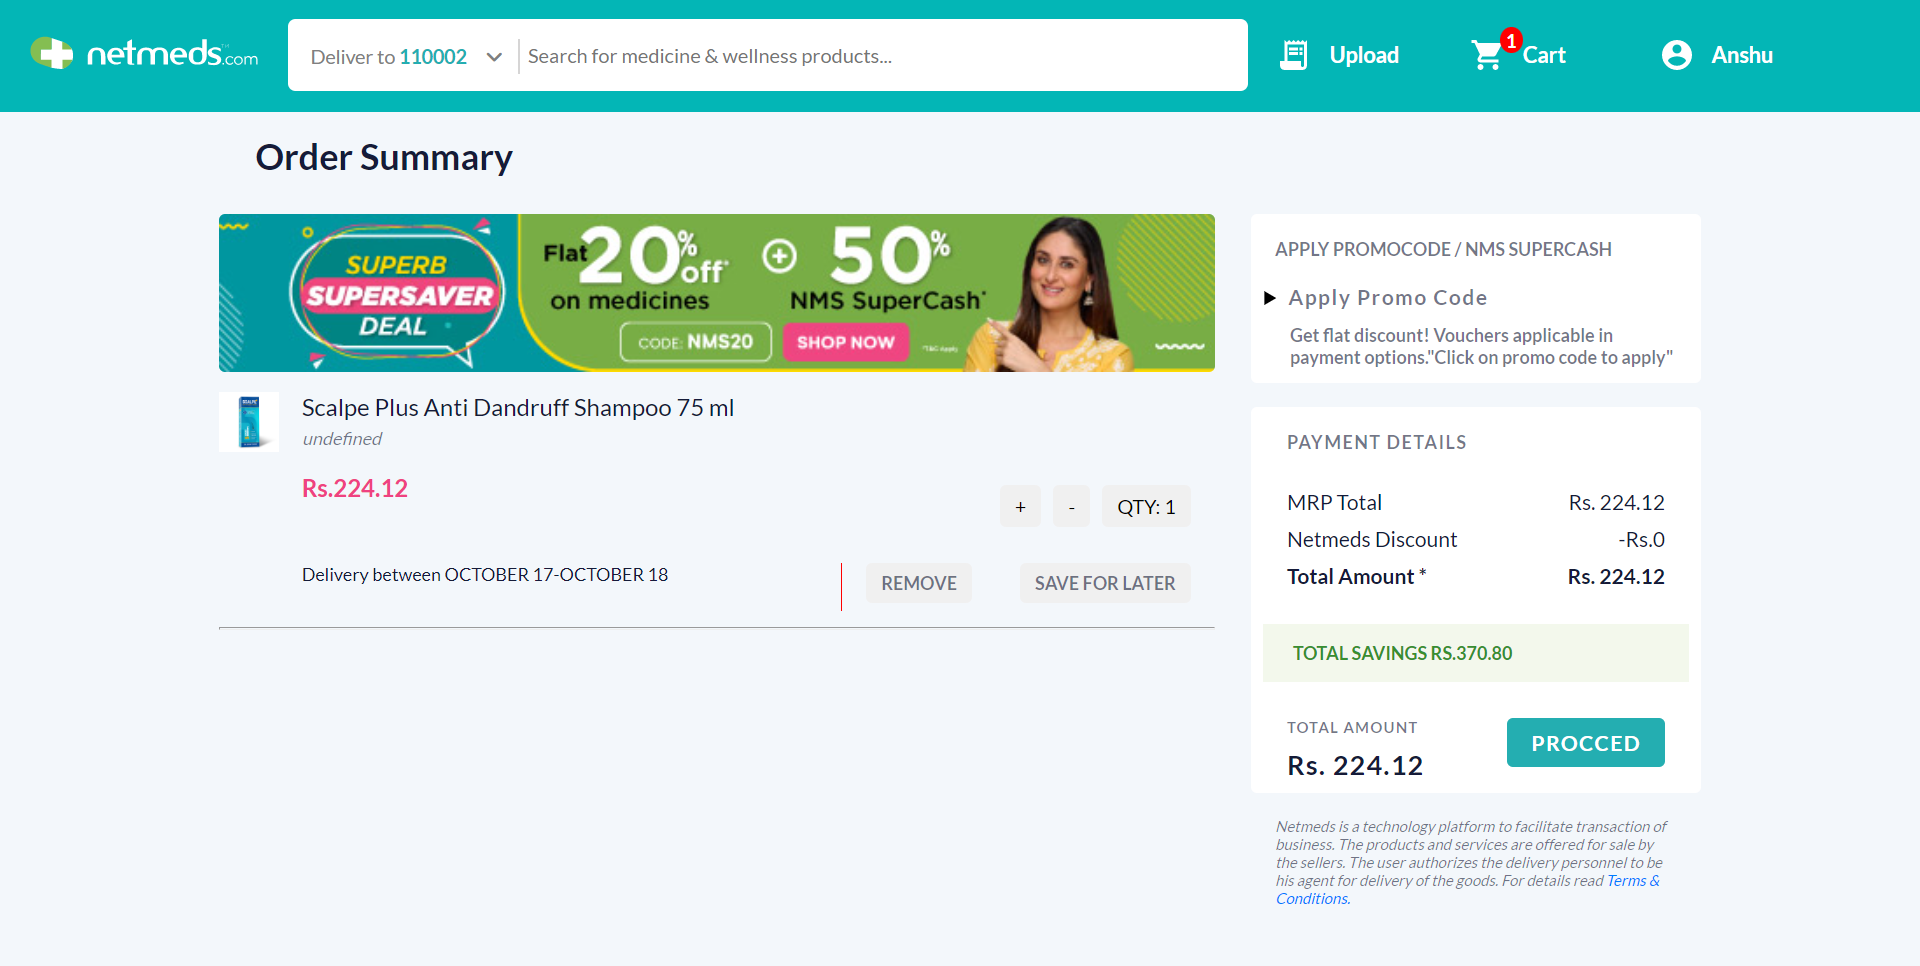 netmeds.com
Deliver to 110002
Search for medicine & wellness products...
Upload
1
Cart
Anshu
Order Summary
SUPERB
SUPERSAVER
DEAL
Flat 20% off*
on medicines
50%
NMS SuperCash*
CODE: NMS20
SHOP NOW
*T&C Apply
APPLY PROMOCODE / NMS SUPERCASH
Apply Promo Code
Get flat discount! Vouchers applicable in
payment options."Click on promo code to apply"
SCALPE
Scalpe Plus Anti Dandruff Shampoo 75 ml
undefined
Rs.224.12
+ - QTY: 1
Delivery between OCTOBER 17-OCTOBER 18
REMOVE
SAVE FOR LATER
PAYMENT DETAILS
MRP Total Rs. 224.12
Netmeds Discount -Rs.0
Total Amount * Rs. 224.12
TOTAL SAVINGS RS.370.80
TOTAL AMOUNT
Rs. 224.12
PROCCED
Netmeds is a technology platform to facilitate transaction of
business. The products and services are offered for sale by
the sellers. The user authorizes the delivery personnel to be
his agent for delivery of the goods. For details read Terms &
Conditions.